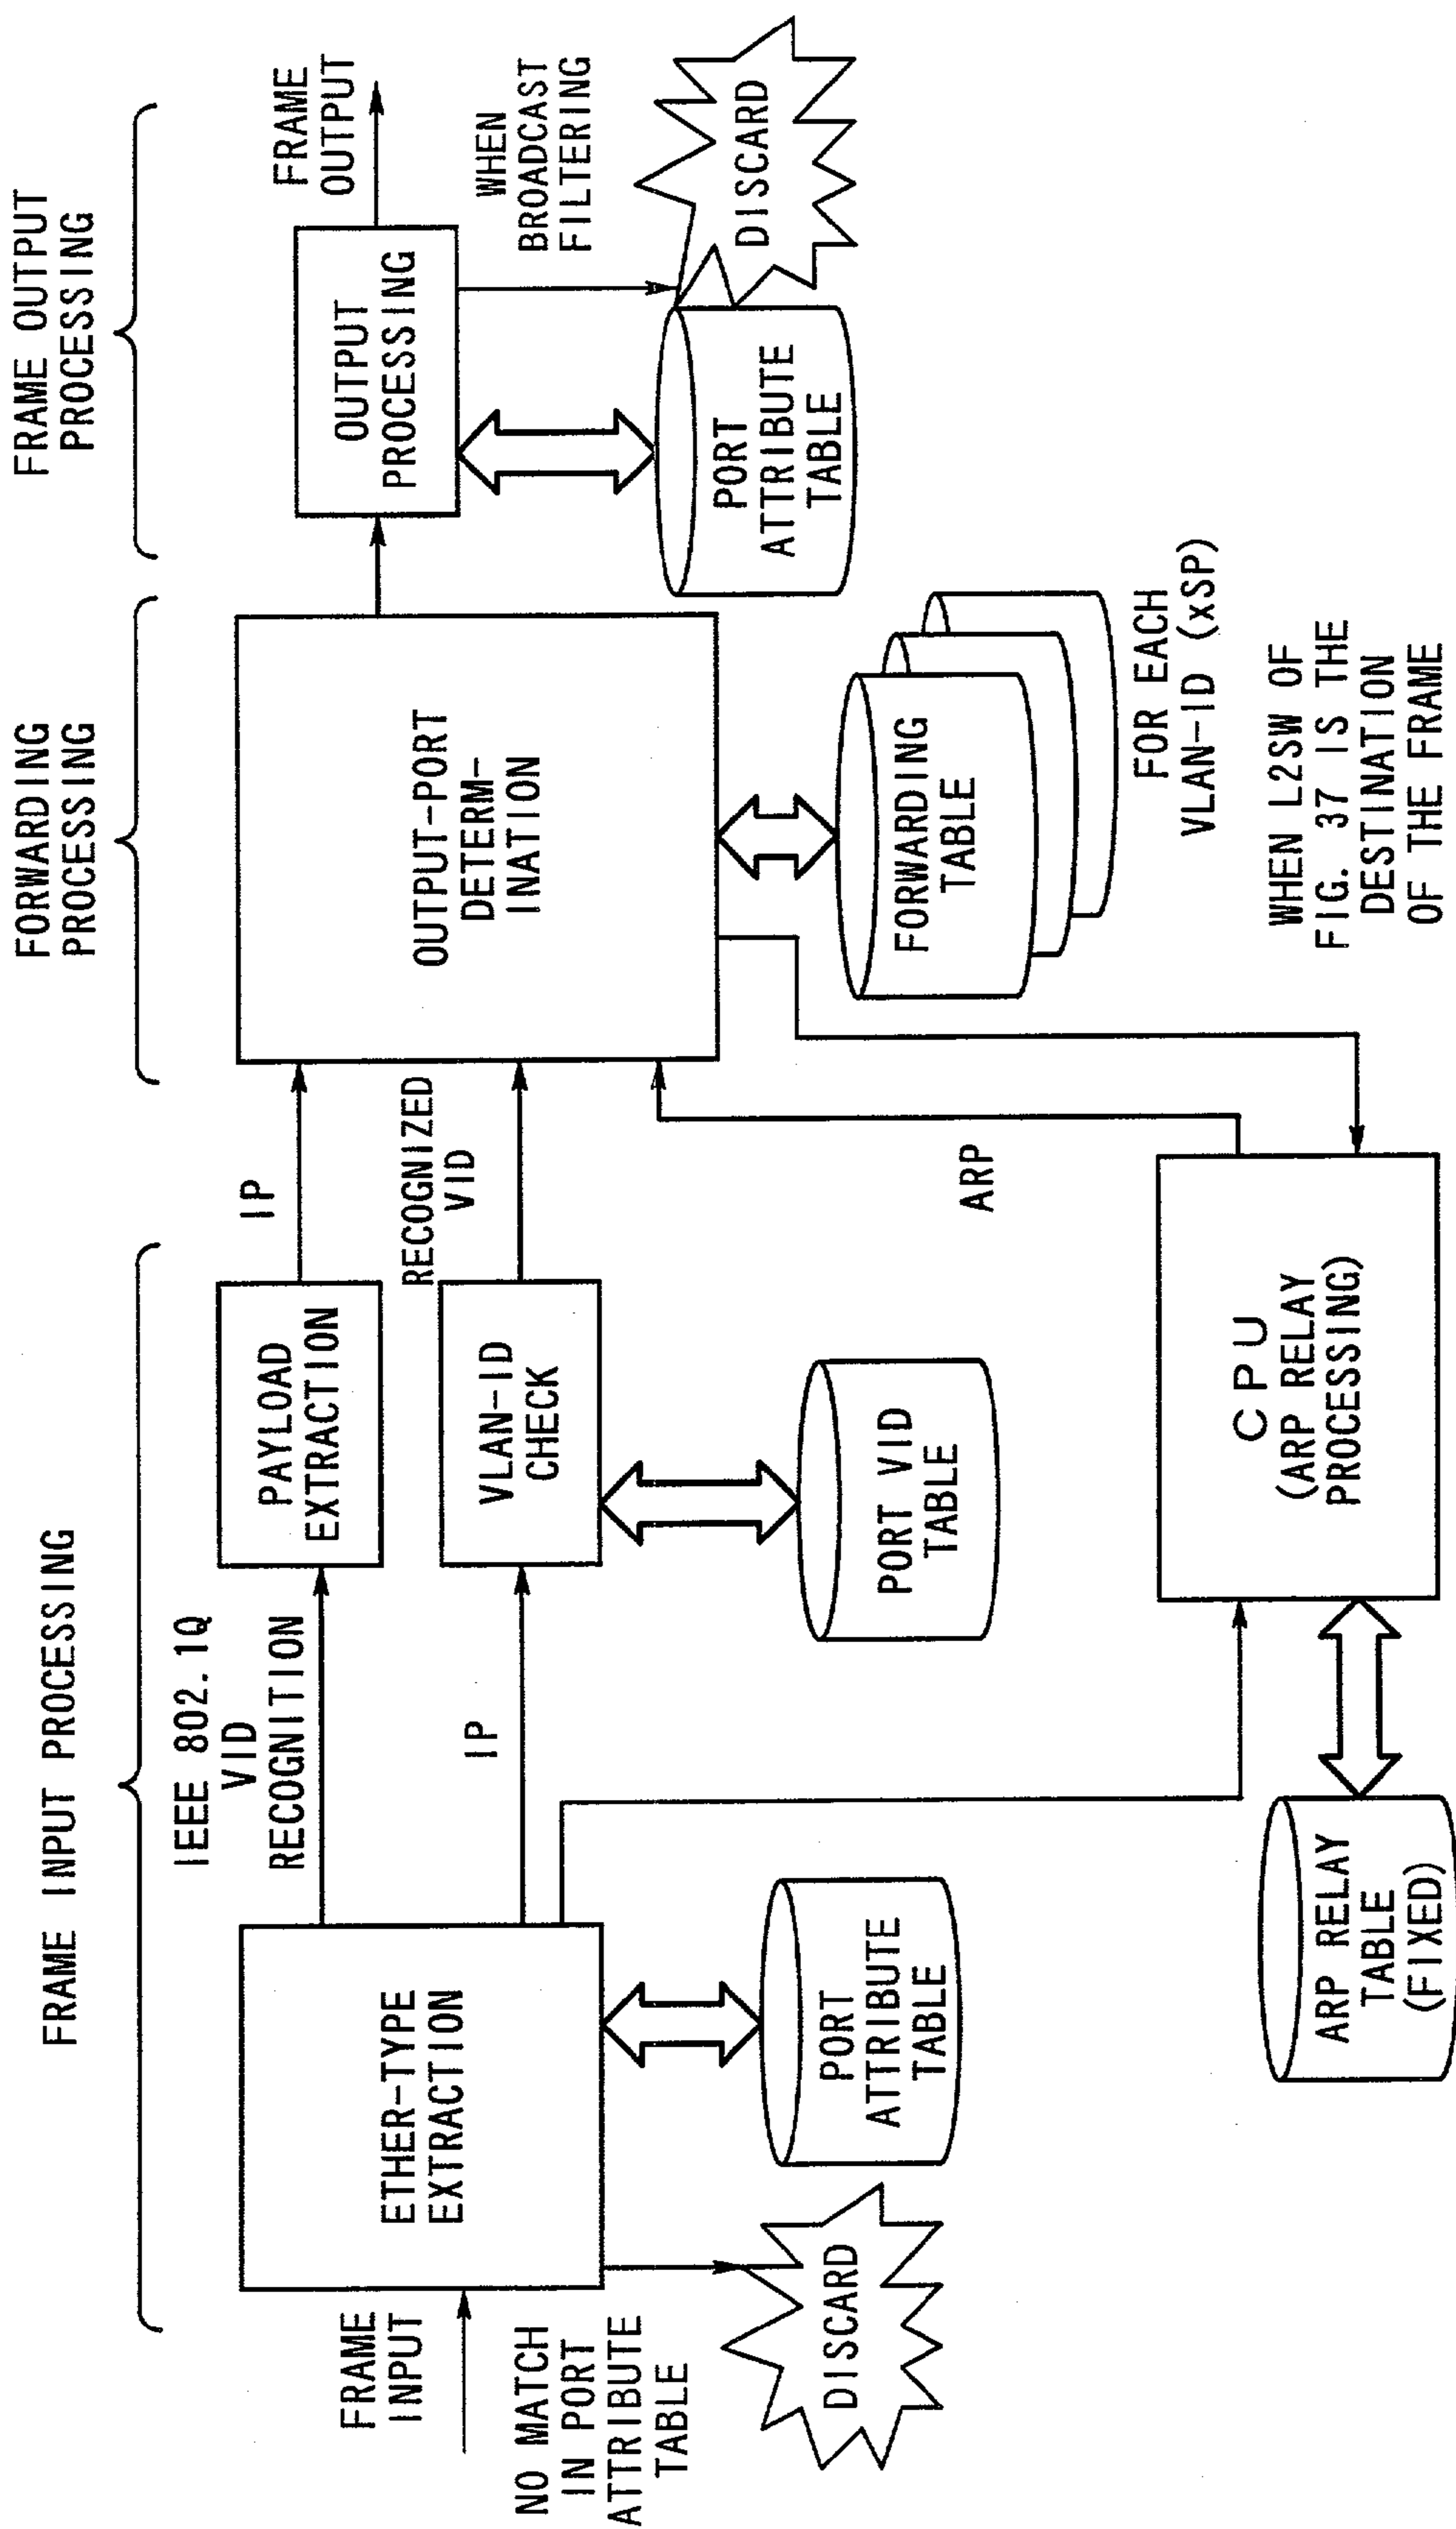 FRAME INPUT PROCESSING
FORWARDING
PROCESSING
FRAME OUTPUT
PROCESSING
FRAME
INPUT
NO MATCH
IN PORT
ATTRIBUTE
TABLE
DISCARD
ETHER-TYPE
EXTRACTION
PORT
ATTRIBUTE
TABLE
IEEE 802.1Q
VID
RECOGNITION
IP
PAYLOAD
EXTRACTION
VLAN-ID
CHECK
PORT VID
TABLE
IP
RECOGNIZED
VID
ARP
ARP RELAY
TABLE
(FIXED)
CPU
(ARP RELAY
PROCESSING)
OUTPUT-PORT
DETERM-
INATION
FORWARDING
TABLE
FOR EACH
VLAN-ID (xSP)
WHEN L2SW OF
FIG. 37 IS THE
DESTINATION
OF THE FRAME
OUTPUT
PROCESSING
PORT
ATTRIBUTE
TABLE
FRAME
OUTPUT
WHEN
BROADCAST
FILTERING
DISCARD